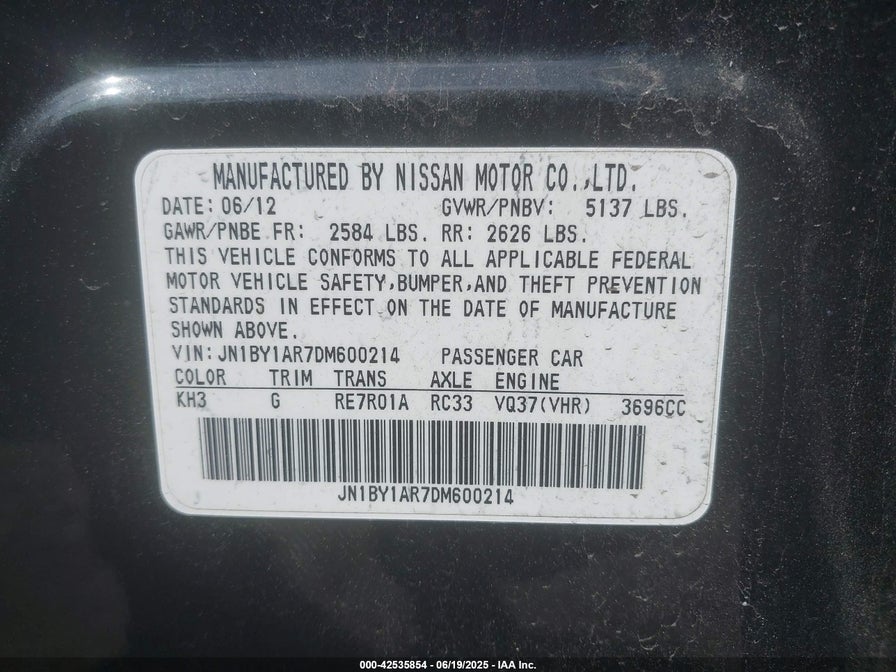 MANUFACTURED BY NISSAN MOTOR CO.,LTD.
DATE: 06/12 GVWR/PNBV: 5137 LBS.
GAWR/PNBE FR: 2584 LBS. RR: 2626 LBS.
THIS VEHICLE CONFORMS TO ALL APPLICABLE FEDERAL
MOTOR VEHICLE SAFETY,BUMPER,AND THEFT PREVENTION
STANDARDS IN EFFECT ON THE DATE OF MANUFACTURE
SHOWN ABOVE.
VIN: JN1BY1AR7DM600214 PASSENGER CAR
COLOR TRIM TRANS AXLE ENGINE
KH3 G RE7R01A RC33 VQ37(VHR) 3696CC
JN1BY1AR7DM600214
000-42535854 - 06/19/2025 - IAA Inc.